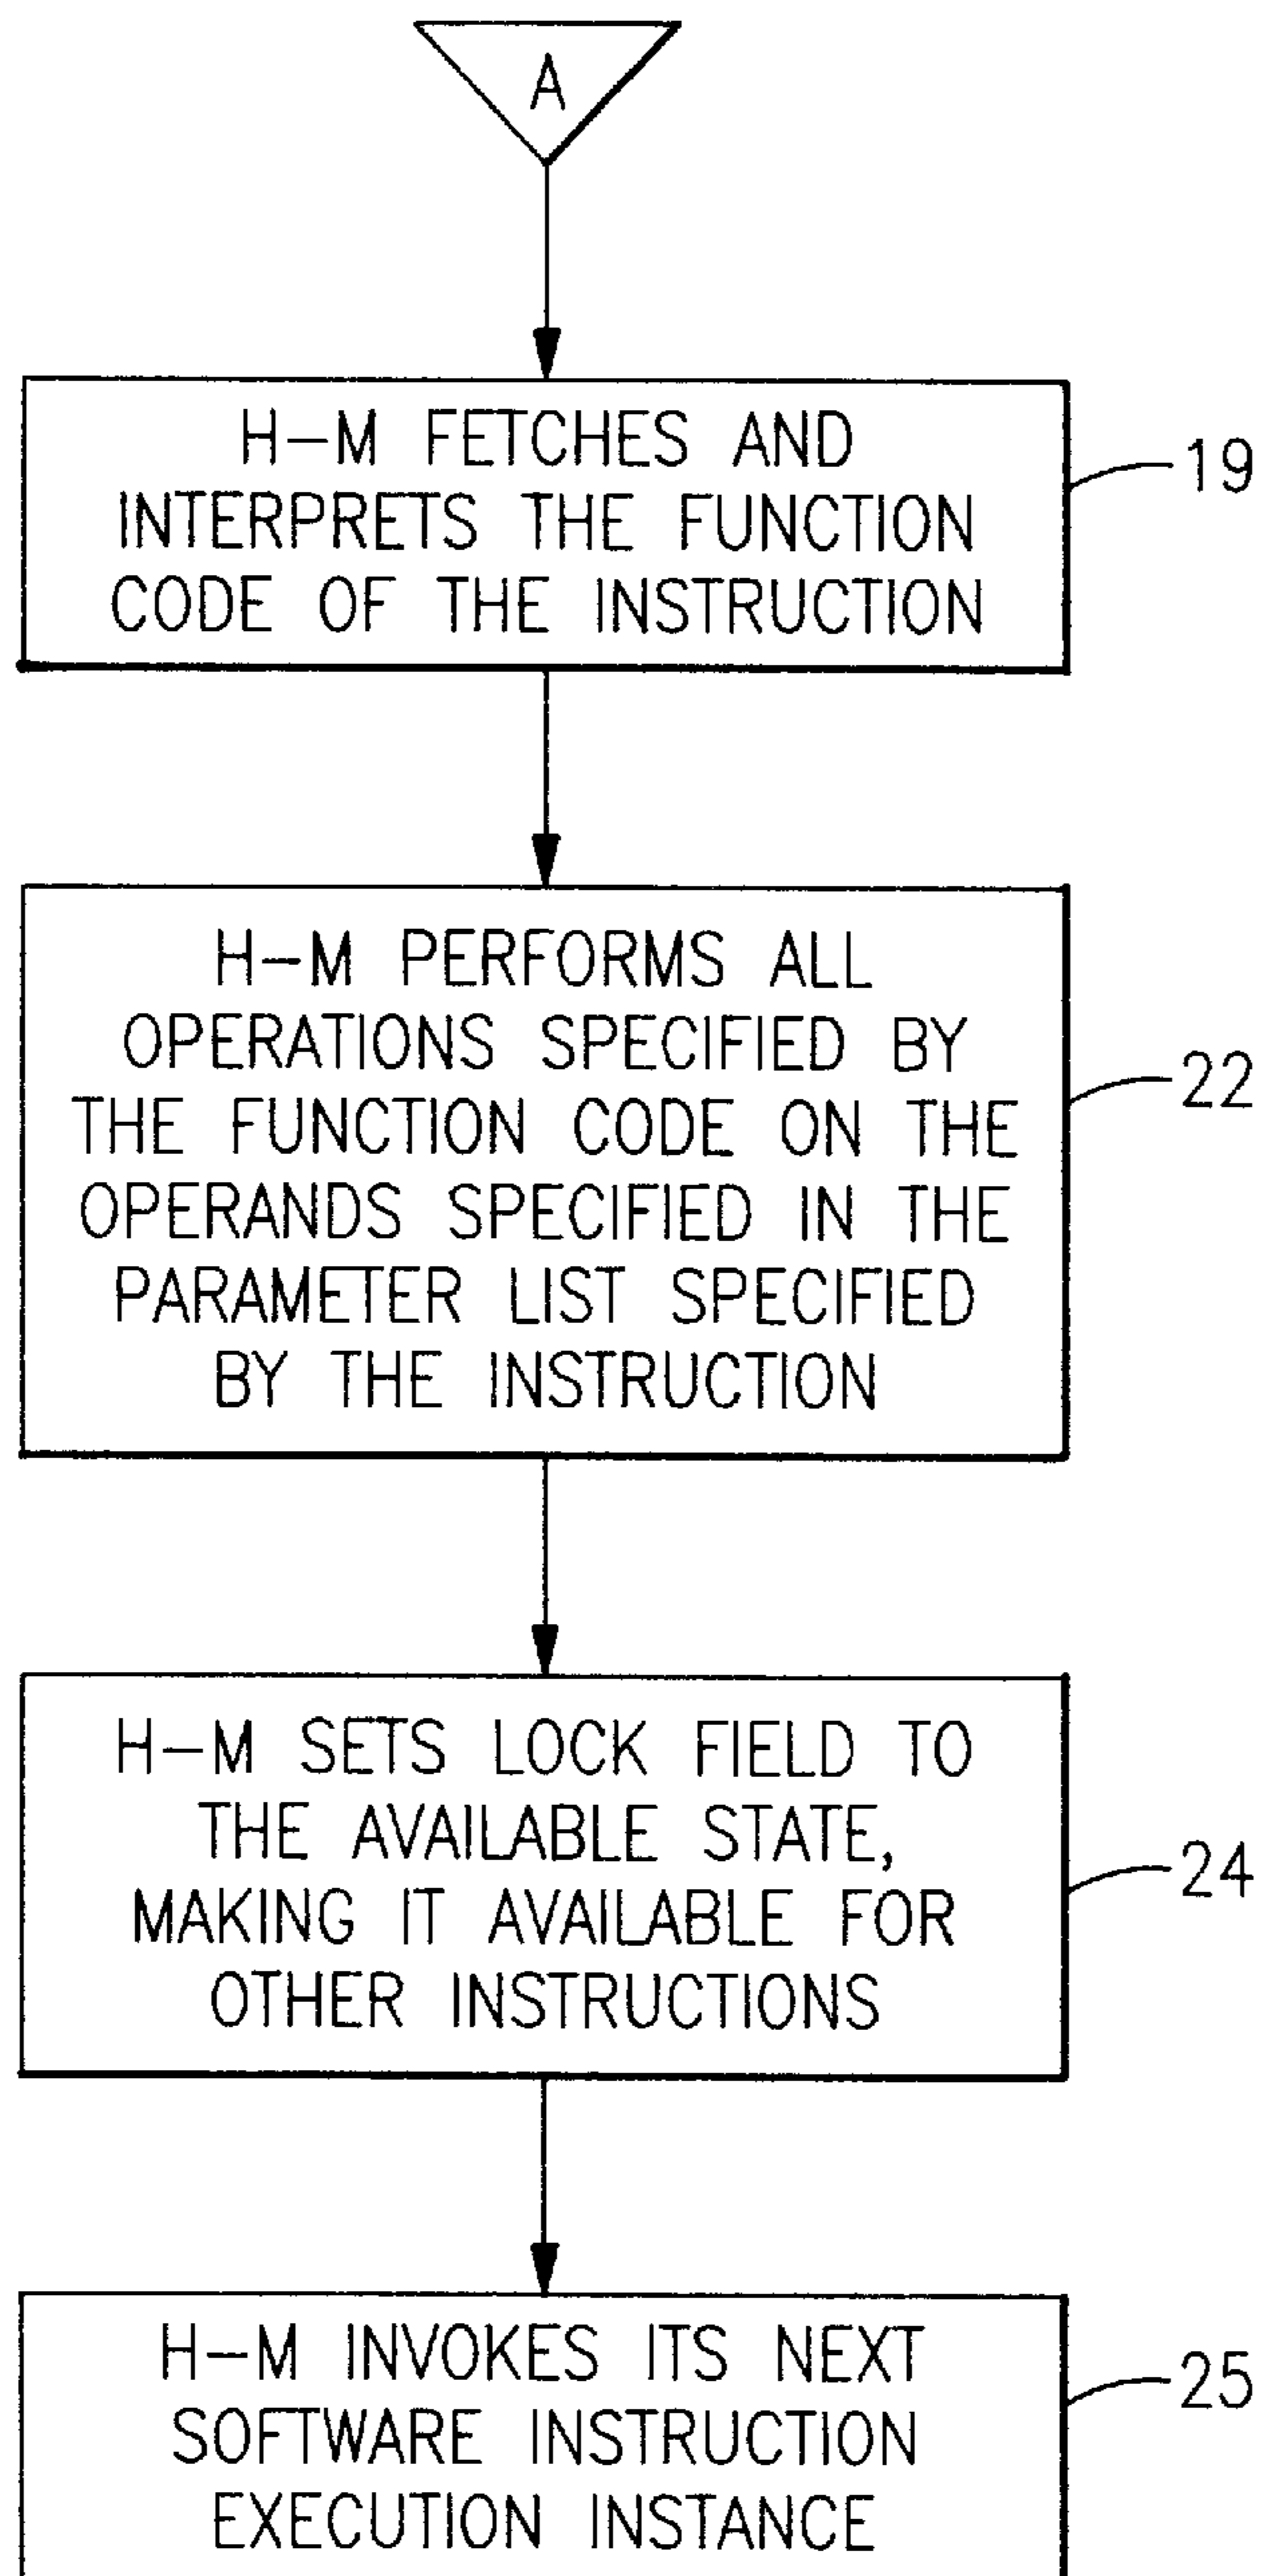 A
H-M FETCHES AND
INTERPRETS THE FUNCTION
CODE OF THE INSTRUCTION
19
H-M PERFORMS ALL
OPERATIONS SPECIFIED BY
THE FUNCTION CODE ON THE
OPERANDS SPECIFIED IN THE
PARAMETER LIST SPECIFIED
BY THE INSTRUCTION
22
H-M SETS LOCK FIELD TO
THE AVAILABLE STATE,
MAKING IT AVAILABLE FOR
OTHER INSTRUCTIONS
24
H-M INVOKES ITS NEXT
SOFTWARE INSTRUCTION
EXECUTION INSTANCE
25